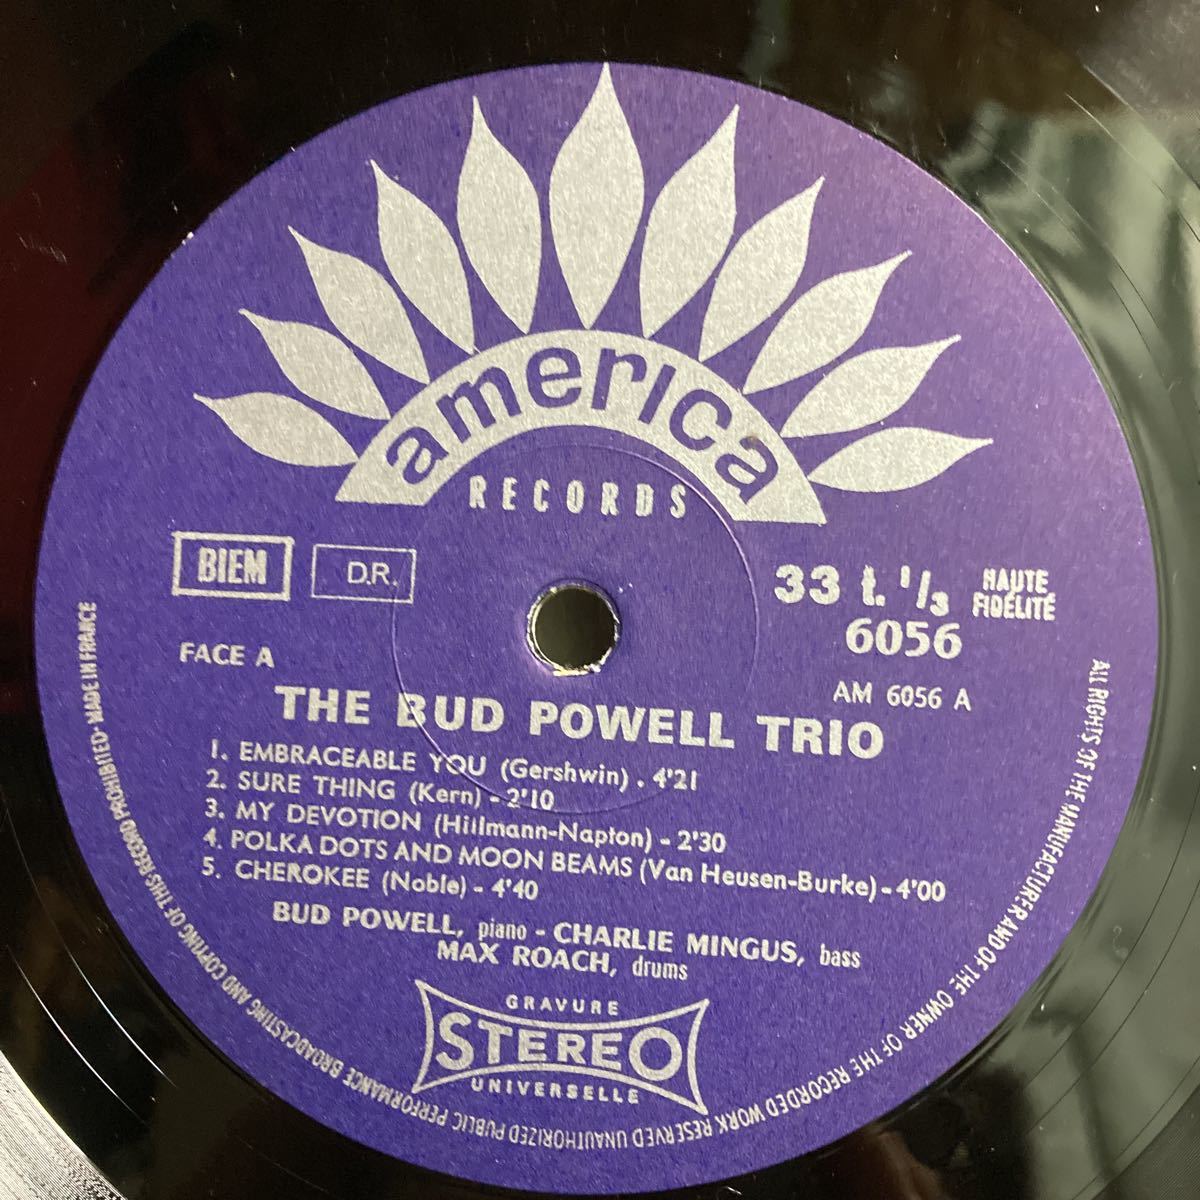 america
RECORDS
BIEM
D.R.
33 t. 1/3
HAUTE
FIDÉLITÉ
6056
AM 6056 A
FACE A
THE BUD POWELL TRIO
1. EMBRACEABLE YOU (Gershwin) . 4'21
2. SURE THING (Kern) - 2'10
3. MY DEVOTION (Hillmann-Napton) - 2'30
4. POLKA DOTS AND MOON BEAMS (Van Heusen-Burke) - 4'00
5. CHEROKEE (Noble) - 4'40
BUD POWELL, piano - CHARLIE MINGUS, bass
MAX ROACH, drums
GRAVURE
STEREO
UNIVERSELLE
ALL RIGHTS OF THE MANUFACTURER AND OF THE OWNER OF THE RECORDED WORK RESERVED UNAUTHORIZED PUBLIC PERFORMANCE BROADCASTING AND COPYING OF THIS RECORD PROHIBITED - MADE IN FRANCE